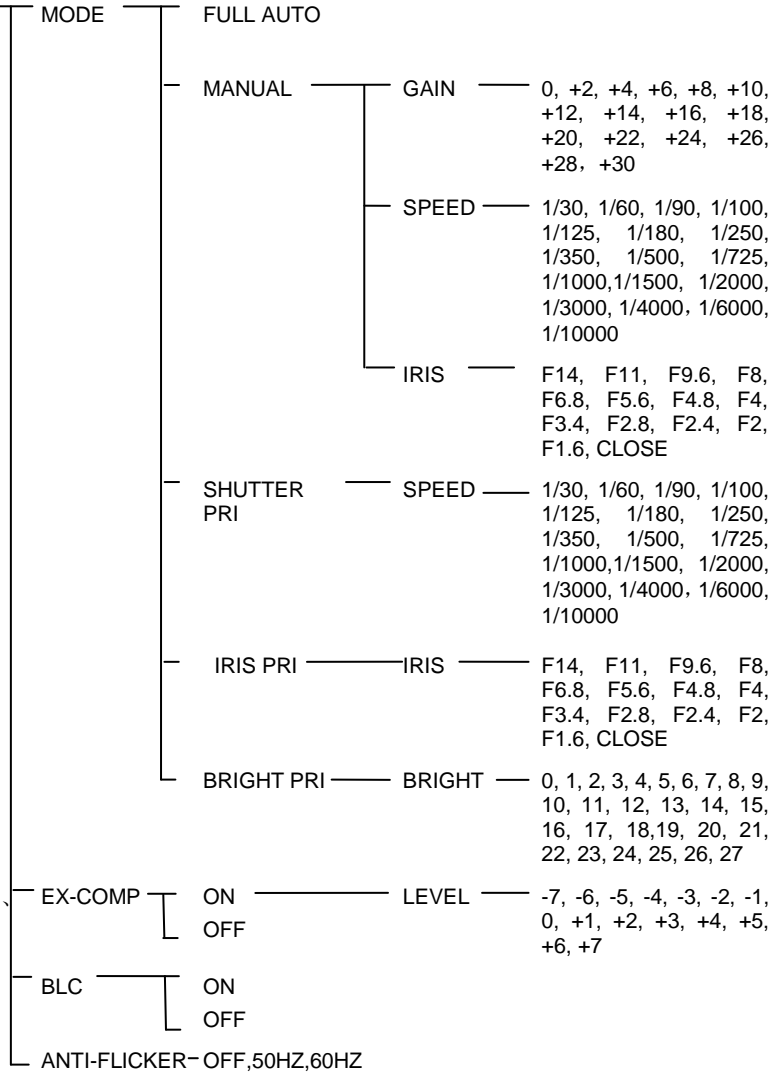 MODE FULL AUTO
MANUAL GAIN 0, +2, +4, +6, +8, +10,
+12, +14, +16, +18,
+20, +22, +24, +26,
+28，+30
SPEED 1/30, 1/60, 1/90, 1/100,
1/125, 1/180, 1/250,
1/350, 1/500, 1/725,
1/1000,1/1500, 1/2000,
1/3000, 1/4000，1/6000,
1/10000
IRIS F14, F11, F9.6, F8,
F6.8, F5.6, F4.8, F4,
F3.4, F2.8, F2.4, F2,
F1.6, CLOSE
SHUTTER SPEED 1/30, 1/60, 1/90, 1/100,
PRI 1/125, 1/180, 1/250,
1/350, 1/500, 1/725,
1/1000,1/1500, 1/2000,
1/3000, 1/4000，1/6000,
1/10000
IRIS PRI IRIS F14, F11, F9.6, F8,
F6.8, F5.6, F4.8, F4,
F3.4, F2.8, F2.4, F2,
F1.6, CLOSE
BRIGHT PRI BRIGHT 0, 1, 2, 3, 4, 5, 6, 7, 8, 9,
10, 11, 12, 13, 14, 15,
16, 17, 18,19, 20, 21,
22, 23, 24, 25, 26, 27
、 EX-COMP ON LEVEL -7, -6, -5, -4, -3, -2, -1,
OFF 0, +1, +2, +3, +4, +5,
+6, +7
BLC ON
OFF
ANTI-FLICKER OFF,50HZ,60HZ